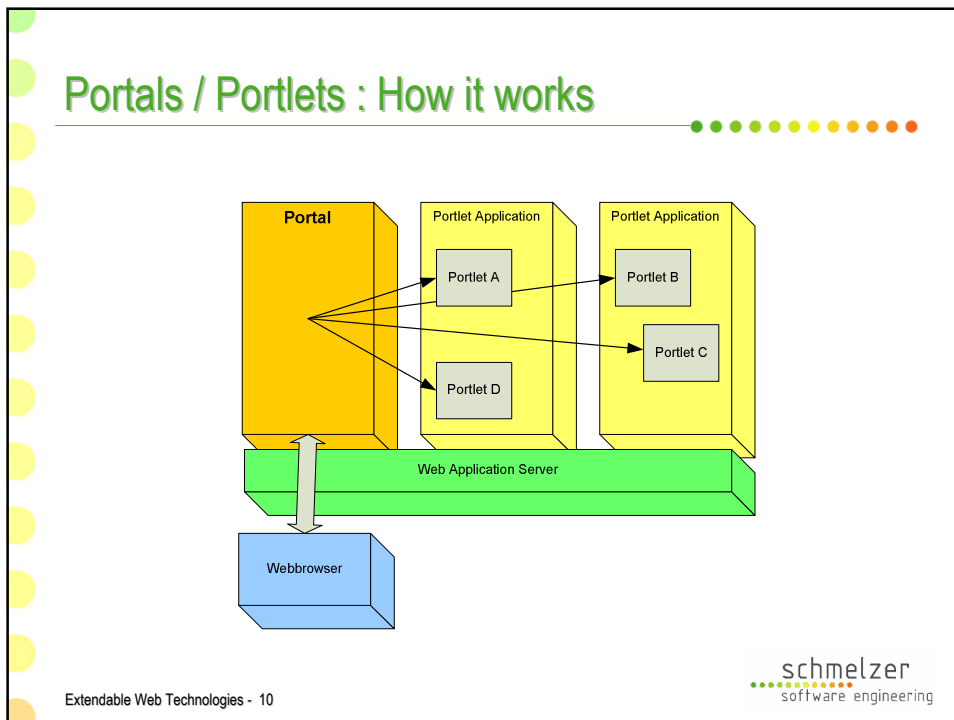 Portals / Portlets : How it works
Portal
Portlet Application
Portlet Application
Portlet A
Portlet B
Portlet C
Portlet D
Web Application Server
Webbrowser
Extendable Web Technologies - 10
schmelzer
software engineering